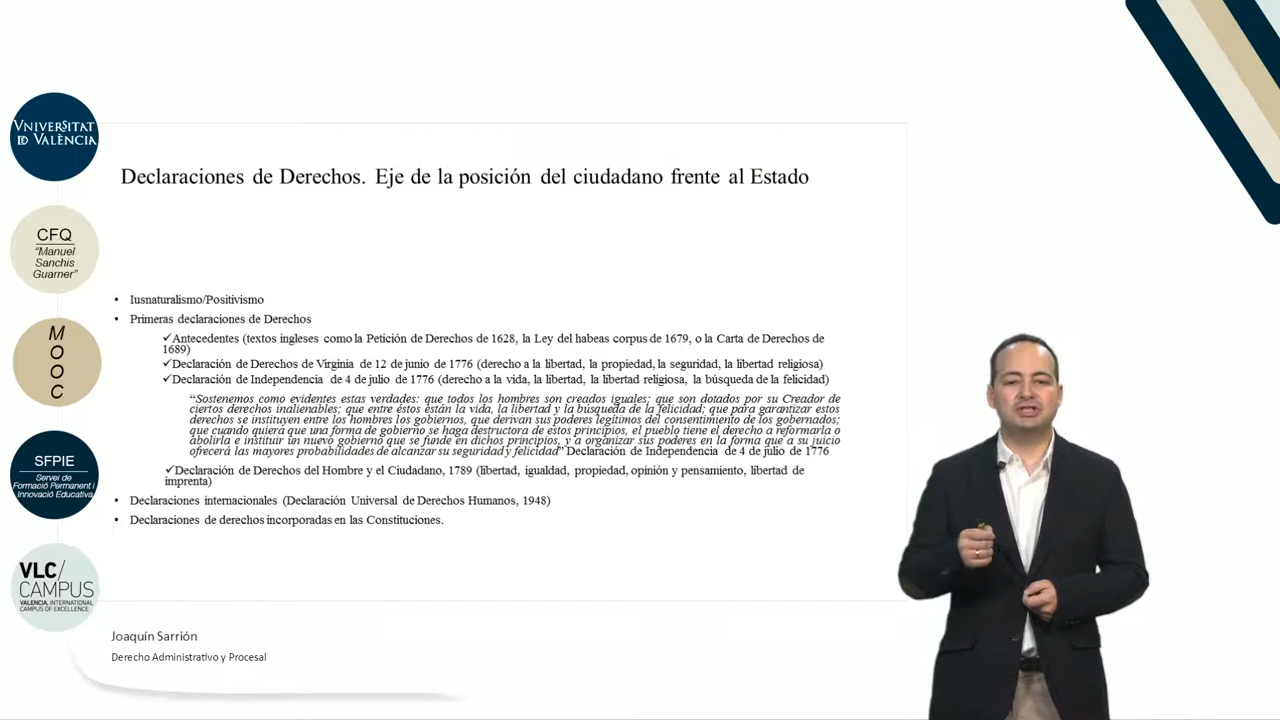 VNIVERSITAT
ID VALÈNCIA
CFQ
"Manuel
Sanchis
Guarner"
M
O
O
C
SFPIE
Servei de
Formació Permanent i
Innovació Educativa
VLC/
CAMPUS
VALENCIA, INTERNATIONAL
CAMPUS OF EXCELLENCE
Declaraciones de Derechos. Eje de la posición del ciudadano frente al Estado
• Iusnaturalismo/Positivismo
• Primeras declaraciones de Derechos
✓Antecedentes (textos ingleses como la Petición de Derechos de 1628, la Ley del habeas corpus de 1679, o la Carta de Derechos de
1689)
✓Declaración de Derechos de Virginia de 12 de junio de 1776 (derecho a la libertad, la propiedad, la seguridad, la libertad religiosa)
✓Declaración de Independencia de 4 de julio de 1776 (derecho a la vida, la libertad, la libertad religiosa, la búsqueda de la felicidad)
“Sostenemos como evidentes estas verdades: que todos los hombres son creados iguales; que son dotados por su Creador de
ciertos derechos inalienables; que entre éstos están la vida, la libertad y la búsqueda de la felicidad; que para garantizar estos
derechos se instituyen entre los hombres los gobiernos, que derivan sus poderes legítimos del consentimiento de los gobernados;
que cuando quiera que una forma de gobierno se haga destructora de estos principios, el pueblo tiene el derecho a reformarla o
abolirla e instituir un nuevo gobierno que se funde en dichos principios, y a organizar sus poderes en la forma que a su juicio
ofrecerá las mayores probabilidades de alcanzar su seguridad y felicidad” Declaración de Independencia de 4 de julio de 1776
✓Declaración de Derechos del Hombre y el Ciudadano, 1789 (libertad, igualdad, propiedad, opinión y pensamiento, libertad de
imprenta)
• Declaraciones internacionales (Declaración Universal de Derechos Humanos, 1948)
• Declaraciones de derechos incorporadas en las Constituciones.
Joaquín Sarrión
Derecho Administrativo y Procesal